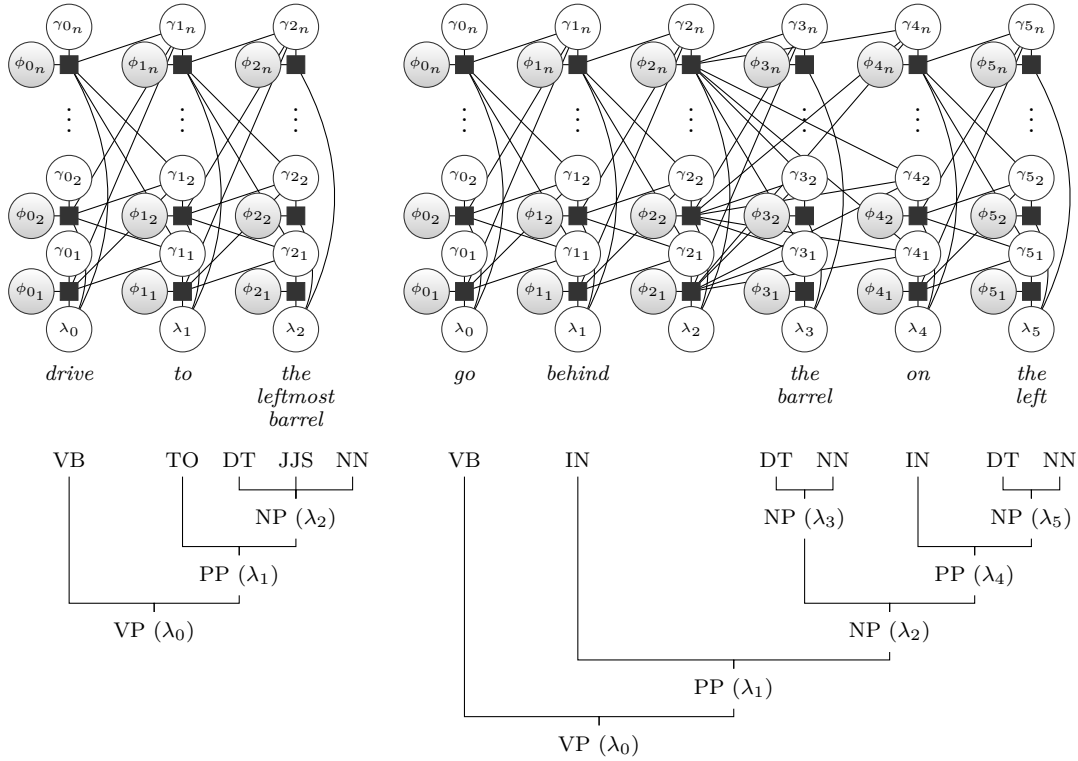 γ0ₙ γ1ₙ γ2ₙ γ0ₙ γ1ₙ γ2ₙ γ3ₙ γ4ₙ γ5ₙ
ϕ0ₙ ϕ1ₙ ϕ2ₙ ϕ0ₙ ϕ1ₙ ϕ2ₙ ϕ3ₙ ϕ4ₙ ϕ5ₙ
⋮ ⋮ ⋮ ⋮ ⋮ ⋮ ⋮ ⋮ ⋮
γ0₂ γ1₂ γ2₂ γ0₂ γ1₂ γ2₂ γ3₂ γ4₂ γ5₂
ϕ0₂ ϕ1₂ ϕ2₂ ϕ0₂ ϕ1₂ ϕ2₂ ϕ3₂ ϕ4₂ ϕ5₂
γ0₁ γ1₁ γ2₁ γ0₁ γ1₁ γ2₁ γ3₁ γ4₁ γ5₁
ϕ0₁ ϕ1₁ ϕ2₁ ϕ0₁ ϕ1₁ ϕ2₁ ϕ3₁ ϕ4₁ ϕ5₁
λ₀ λ₁ λ₂ λ₀ λ₁ λ₂ λ₃ λ₄ λ₅
drive to the go behind the on the
leftmost barrel left
barrel
VB TO DT JJS NN VB IN DT NN IN DT NN
NP (λ₂) NP (λ₃) NP (λ₅)
PP (λ₁) PP (λ₄)
VP (λ₀) NP (λ₂)
PP (λ₁)
VP (λ₀)